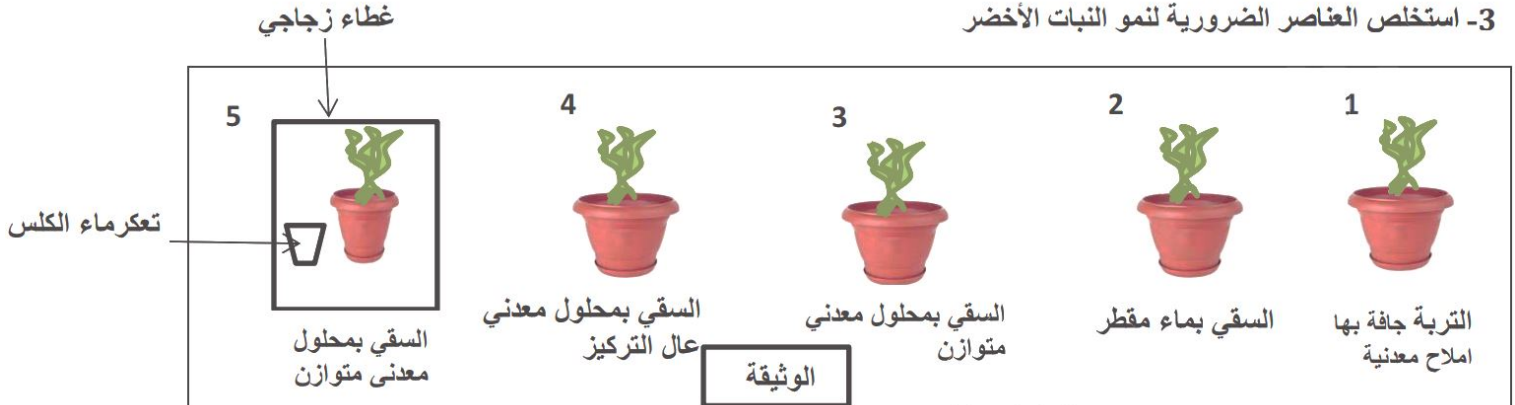 3- استخلص العناصر الضرورية لنمو النبات الأخضر
غطاء زجاجي
1
2
3
4
5
تعكرماء الكلس
التربة جافة بها
املاح معدنية
السقي بماء مقطر
السقي بمحلول معدني
متوازن
السقي بمحلول معدني
عال التركيز
السقي بمحلول
معدني متوازن
الوثيقة